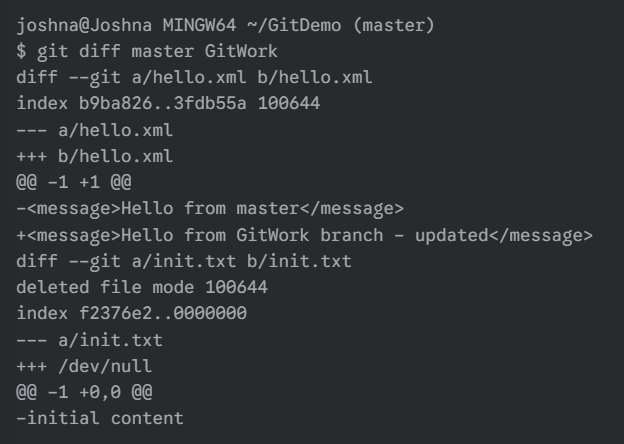 joshna@Joshna MINGW64 ~/GitDemo (master)
$ git diff master GitWork
diff --git a/hello.xml b/hello.xml
index b9ba826..3fdb55a 100644
--- a/hello.xml
+++ b/hello.xml
@@ -1 +1 @@
-<message>Hello from master</message>
+<message>Hello from GitWork branch - updated</message>
diff --git a/init.txt b/init.txt
deleted file mode 100644
index f2376e2..0000000
--- a/init.txt
+++ /dev/null
@@ -1 +0,0 @@
-initial content